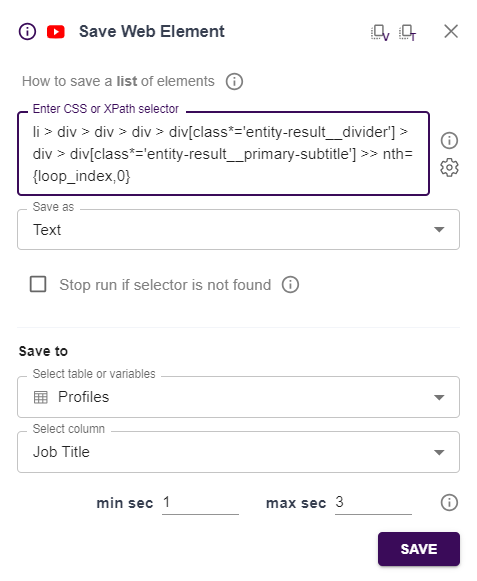 Save Web Element
V
T
How to save a list of elements
Enter CSS or XPath selector
li > div > div > div > div[class*='entity-result__divider'] >
div > div[class*='entity-result__primary-subtitle'] >> nth=
{loop_index,0}
Save as
Text
Stop run if selector is not found
Save to
Select table or variables
Profiles
Select column
Job Title
min sec 1 max sec 3
SAVE